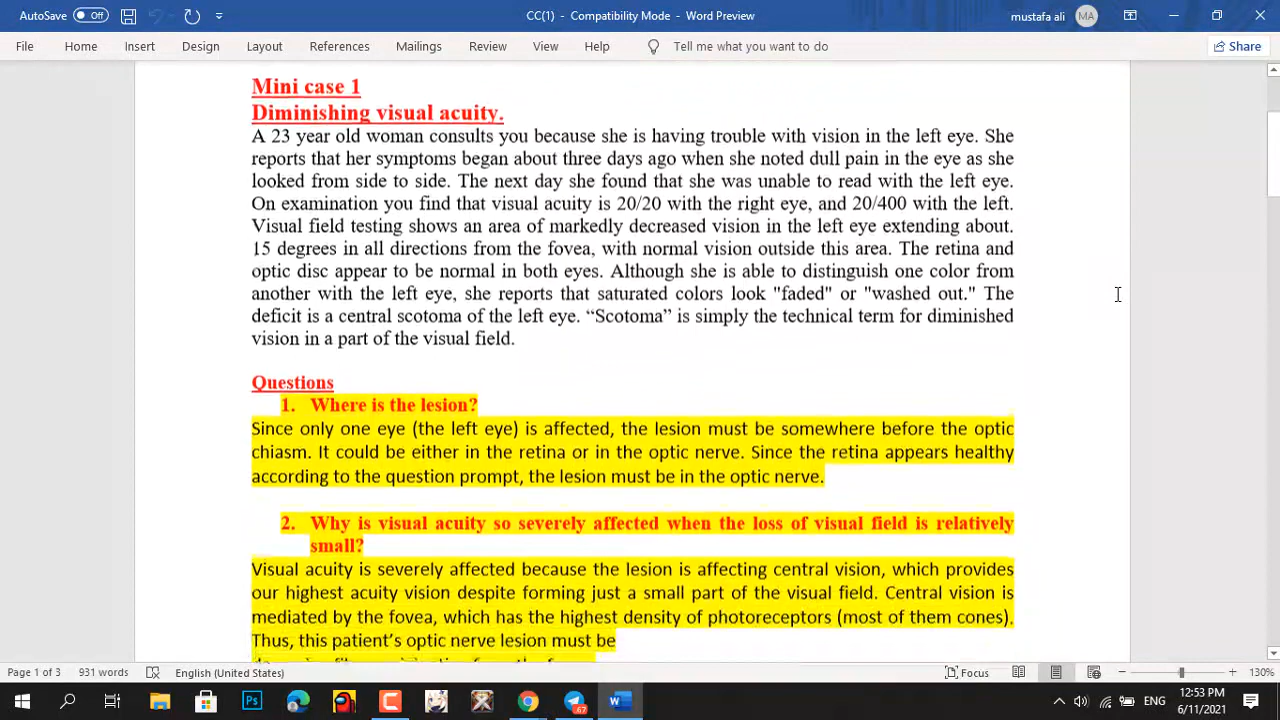 AutoSave Off CC(1) - Compatibility Mode - Word Preview mustafa ali MA
File Home Insert Design Layout References Mailings Review View Help Tell me what you want to do Share
Mini case 1
Diminishing visual acuity.
A 23 year old woman consults you because she is having trouble with vision in the left eye. She
reports that her symptoms began about three days ago when she noted dull pain in the eye as she
looked from side to side. The next day she found that she was unable to read with the left eye.
On examination you find that visual acuity is 20/20 with the right eye, and 20/400 with the left.
Visual field testing shows an area of markedly decreased vision in the left eye extending about.
15 degrees in all directions from the fovea, with normal vision outside this area. The retina and
optic disc appear to be normal in both eyes. Although she is able to distinguish one color from
another with the left eye, she reports that saturated colors look "faded" or "washed out." The
deficit is a central scotoma of the left eye. “Scotoma” is simply the technical term for diminished
vision in a part of the visual field.
Questions
1. Where is the lesion?
Since only one eye (the left eye) is affected, the lesion must be somewhere before the optic
chiasm. It could be either in the retina or in the optic nerve. Since the retina appears healthy
according to the question prompt, the lesion must be in the optic nerve.
2. Why is visual acuity so severely affected when the loss of visual field is relatively
small?
Visual acuity is severely affected because the lesion is affecting central vision, which provides
our highest acuity vision despite forming just a small part of the visual field. Central vision is
mediated by the fovea, which has the highest density of photoreceptors (most of them cones).
Thus, this patient’s optic nerve lesion must be
Page 1 of 3 931 words English (United States) Focus 130%
Ps 67 ENG 12:53 PM
6/11/2021